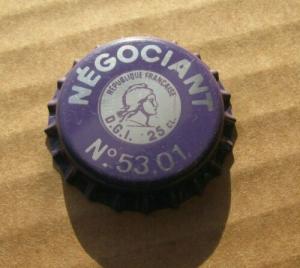 NÉGOCIANT
RÉPUBLIQUE FRANÇAISE
D.G.I. 25 CL.
N° 53.01